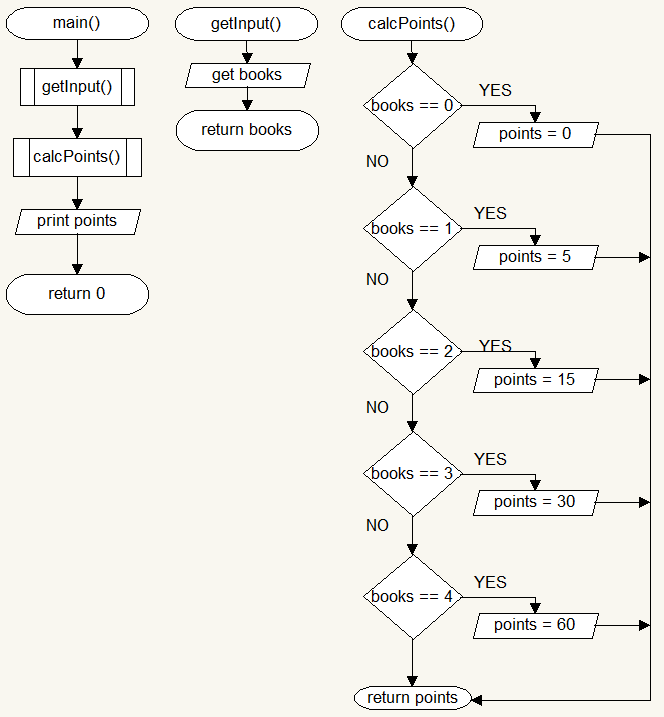 main()
getInput()
calcPoints()
print points
return 0
getInput()
get books
return books
calcPoints()
books == 0
YES
points = 0
NO
books == 1
YES
points = 5
NO
books == 2
YES
points = 15
NO
books == 3
YES
points = 30
NO
books == 4
YES
points = 60
return points